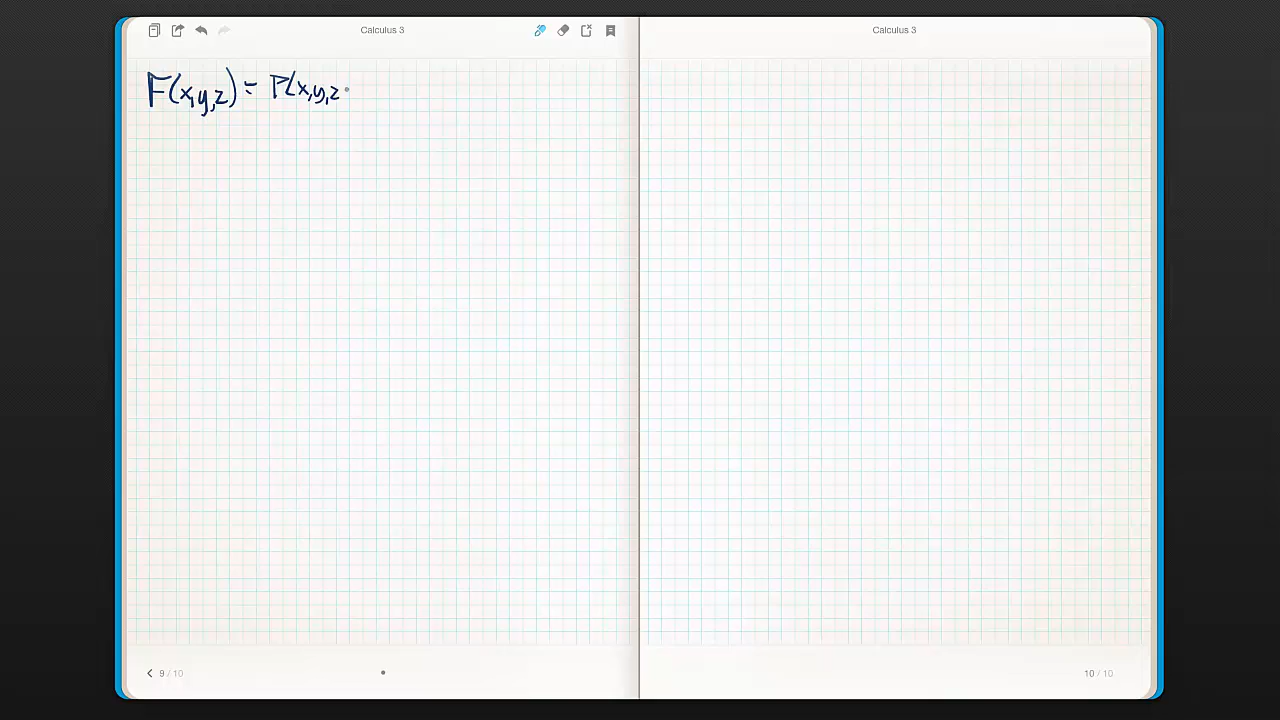 Calculus 3
Calculus 3
F(x,y,z) = P(x,y,z
9 / 10
10 / 10